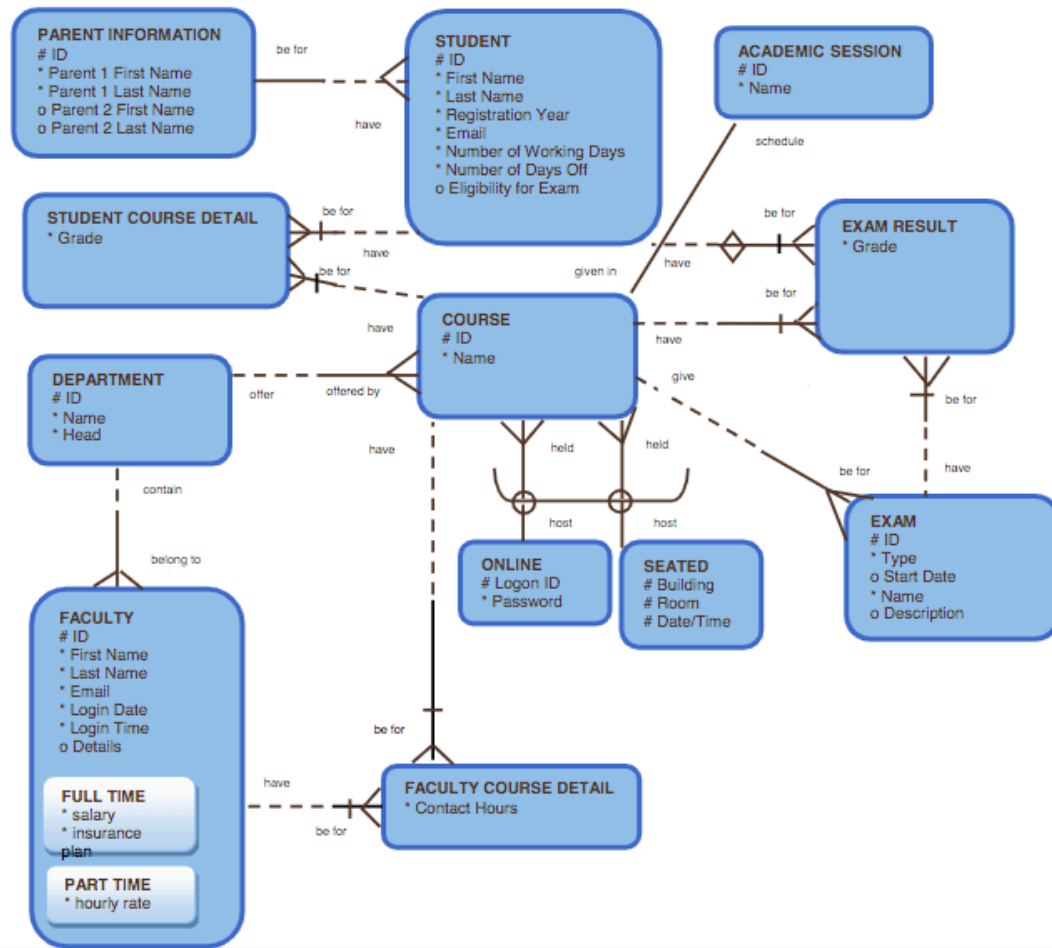 PARENT INFORMATION
# ID
* Parent 1 First Name
* Parent 1 Last Name
o Parent 2 First Name
o Parent 2 Last Name
be for
have
STUDENT
# ID
* First Name
* Last Name
* Registration Year
* Email
* Number of Working Days
* Number of Days Off
o Eligibility for Exam
ACADEMIC SESSION
# ID
* Name
schedule
given in
STUDENT COURSE DETAIL
* Grade
be for
have
be for
have
EXAM RESULT
* Grade
be for
have
be for
have
COURSE
# ID
* Name
give
be for
DEPARTMENT
# ID
* Name
* Head
offer
offered by
have
held
held
host
host
be for
have
contain
belong to
ONLINE
# Logon ID
* Password
SEATED
# Building
# Room
# Date/Time
EXAM
# ID
* Type
o Start Date
* Name
o Description
FACULTY
# ID
* First Name
* Last Name
* Email
* Login Date
* Login Time
o Details
FULL TIME
* salary
* insurance
plan
PART TIME
* hourly rate
be for
have
be for
FACULTY COURSE DETAIL
* Contact Hours